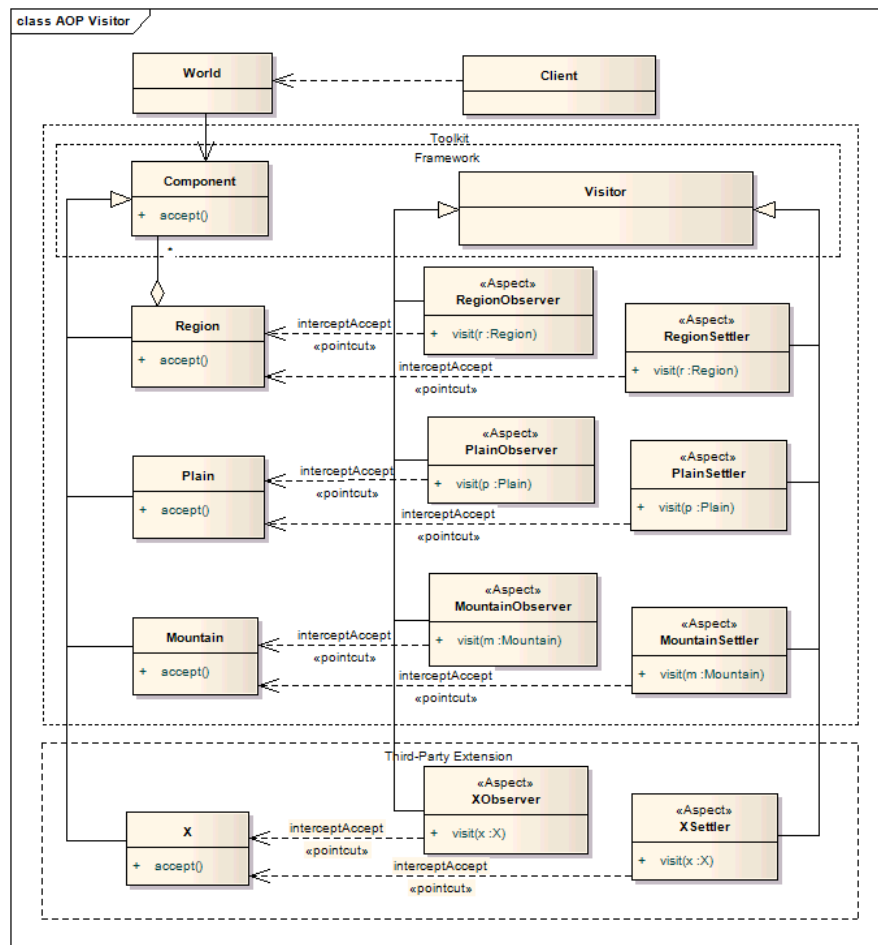 class AOP Visitor
World
Client
Toolkit
Framework
Component
+ accept()
Visitor
*
«Aspect»
RegionObserver
+ visit(r :Region)
Region
+ accept()
interceptAccept
«pointcut»
«Aspect»
RegionSettler
+ visit(r :Region)
interceptAccept
«pointcut»
«Aspect»
PlainObserver
+ visit(p :Plain)
Plain
+ accept()
interceptAccept
«pointcut»
«Aspect»
PlainSettler
+ visit(p :Plain)
interceptAccept
«pointcut»
«Aspect»
MountainObserver
+ visit(m :Mountain)
Mountain
+ accept()
interceptAccept
«pointcut»
«Aspect»
MountainSettler
+ visit(m :Mountain)
interceptAccept
«pointcut»
Third-Party Extension
«Aspect»
XObserver
+ visit(x :X)
X
+ accept()
interceptAccept
«pointcut»
«Aspect»
XSettler
+ visit(x :X)
interceptAccept
«pointcut»